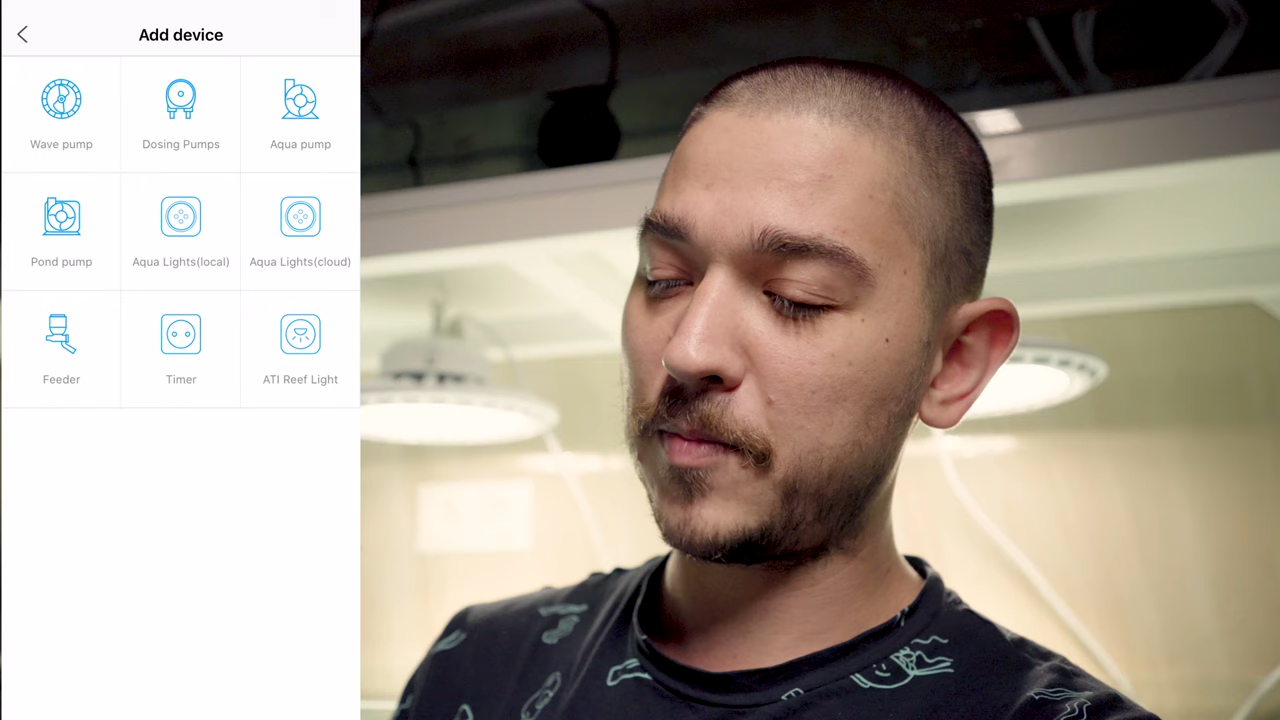 Add device
Wave pump
Dosing Pumps
Aqua pump
Pond pump
Aqua Lights(local)
Aqua Lights(cloud)
Feeder
Timer
ATI Reef Light